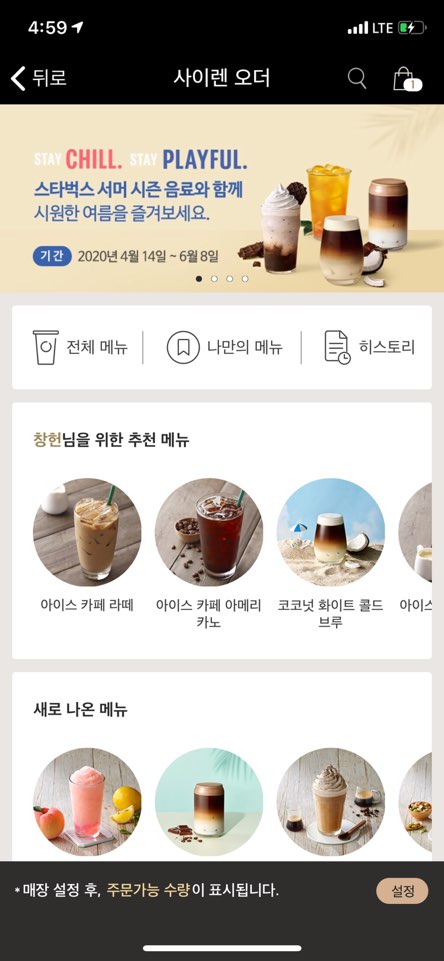 4:59
LTE
뒤로
사이렌 오더
1
STAY CHILL. STAY PLAYFUL.
스타벅스 서머 시즌 음료와 함께
시원한 여름을 즐겨보세요.
기간 2020년 4월 14일 ~ 6월 8일
전체 메뉴
나만의 메뉴
히스토리
창헌님을 위한 추천 메뉴
아이스 카페 라떼
아이스 카페 아메리
카노
코코넛 화이트 콜드
브루
아이스
새로 나온 메뉴
* 매장 설정 후, 주문가능 수량이 표시됩니다.
설정